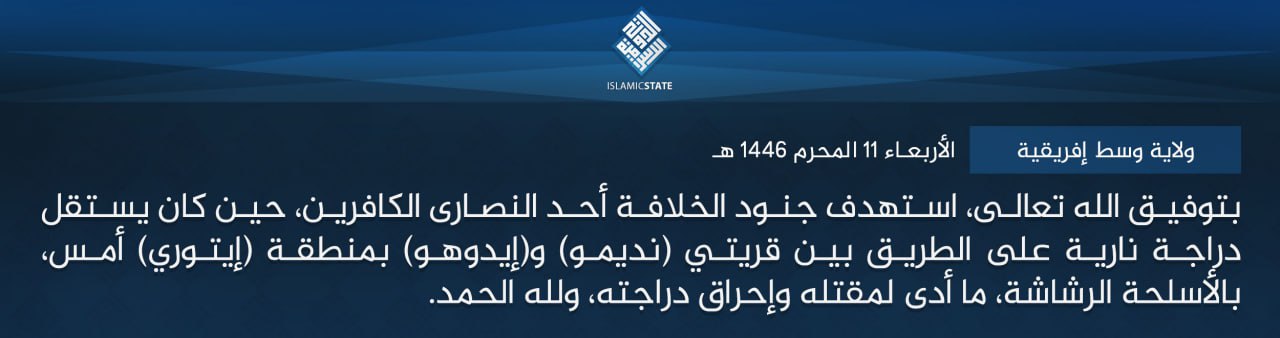 الدولة الإسلامية
ISLAMICSTATE
ولاية وسط إفريقية الأربعاء 11 المحرم 1446 هـ
بتوفيق الله تعالى، استهدف جنود الخلافة أحد النصارى الكافرين، حين كان يستقل
دراجة نارية على الطريق بين قريتي (نديمو) و(إيدوهو) بمنطقة (إيتوري) أمس،
بالأسلحة الرشاشة، ما أدى لمقتله وإحراق دراجته، ولله الحمد.